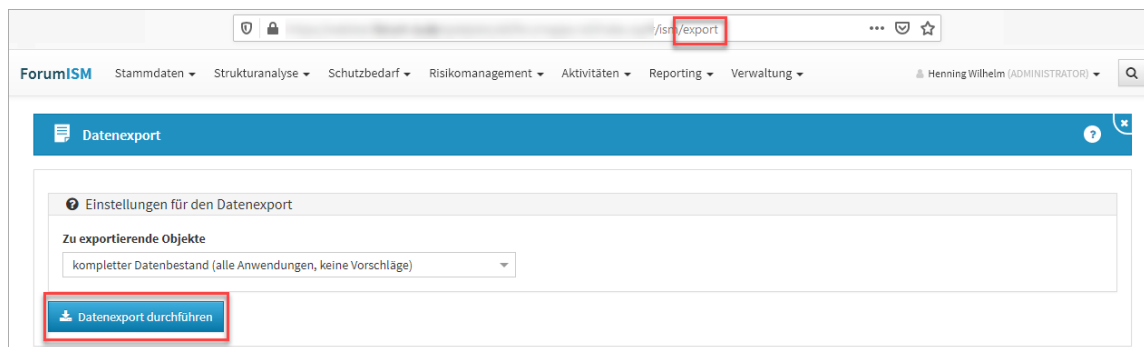 /ism/export
ForumISM Stammdaten Strukturanalyse Schutzbedarf Risikomanagement Aktivitäten Reporting Verwaltung Henning Wilhelm (ADMINISTRATOR)
Datenexport
Einstellungen für den Datenexport
Zu exportierende Objekte
kompletter Datenbestand (alle Anwendungen, keine Vorschläge)
Datenexport durchführen